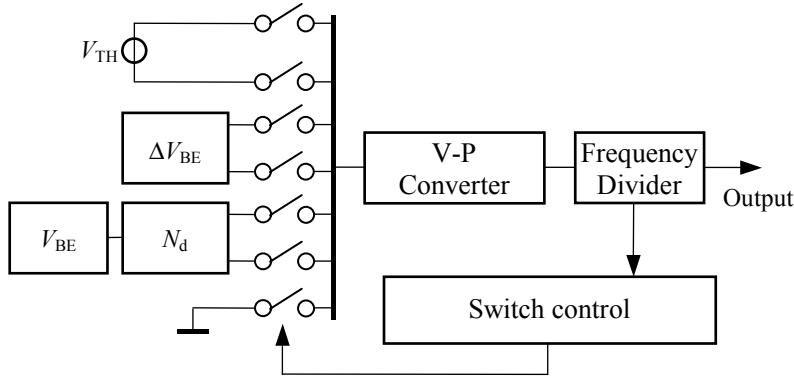 V_TH
ΔV_BE
V_BE
N_d
V-P
Converter
Frequency
Divider
Output
Switch control